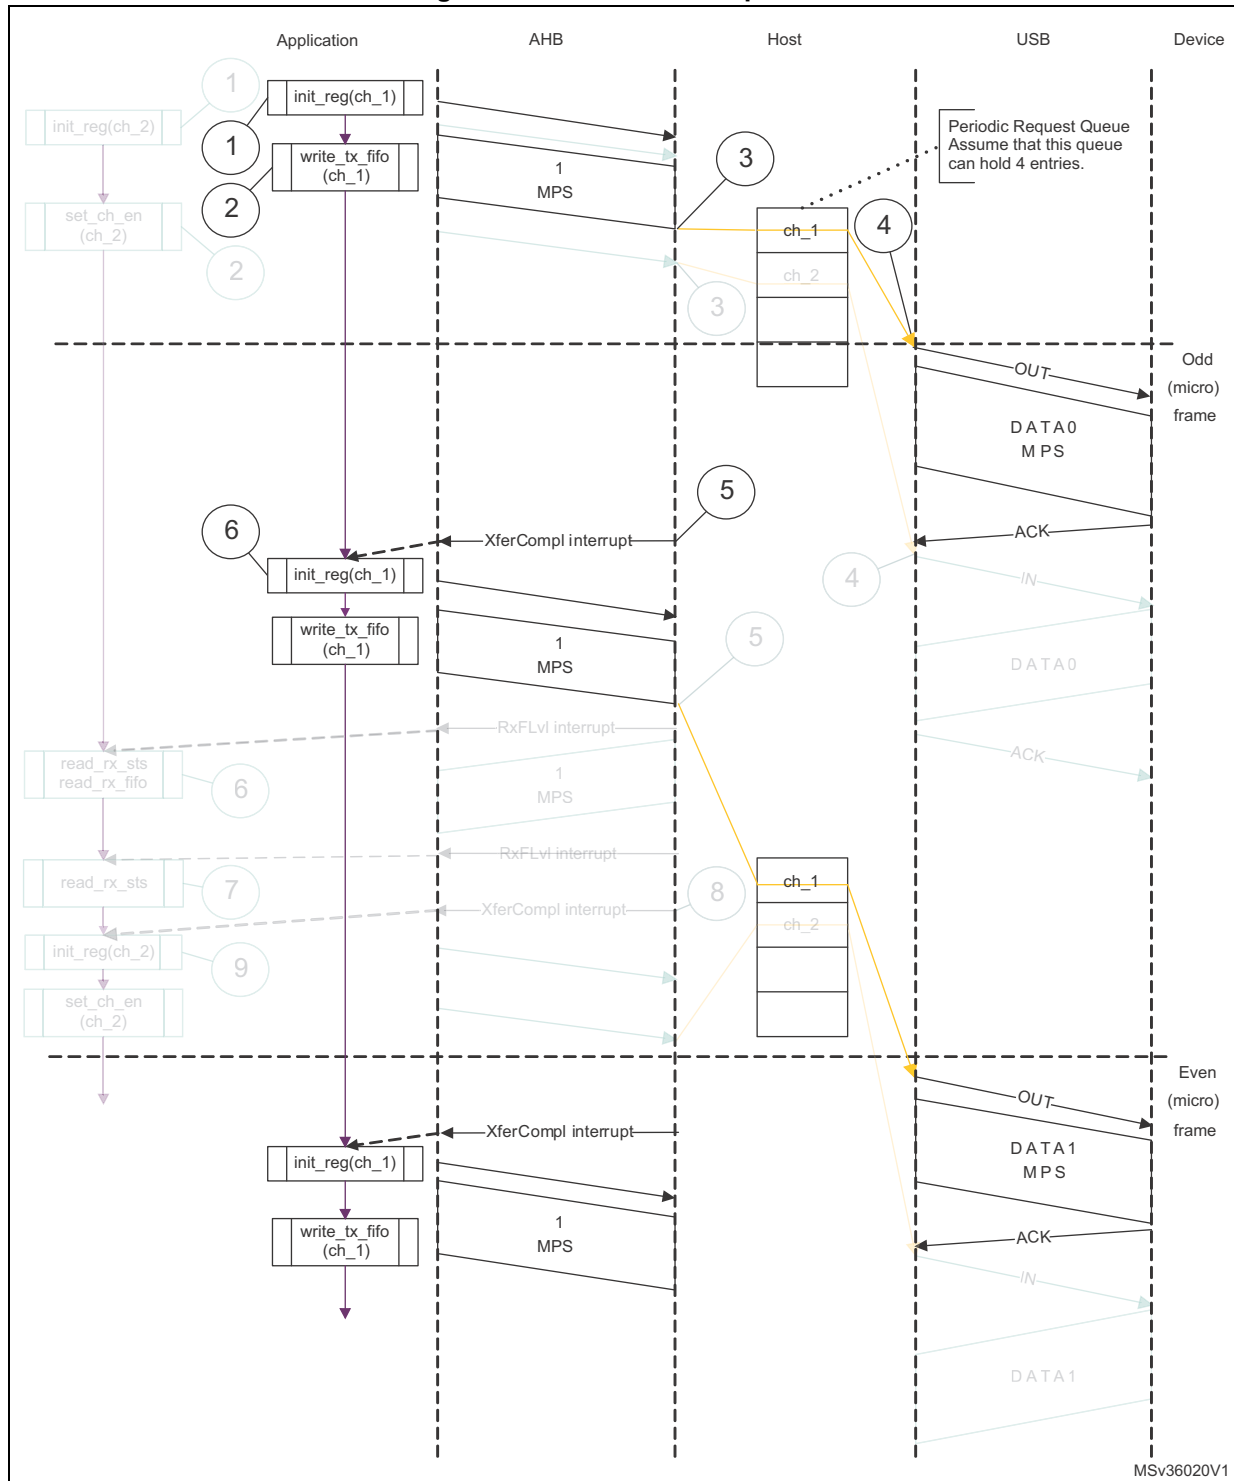 Application
AHB
Host
USB
Device
1
init_reg(ch_1)
init_reg(ch_2)
1
Periodic Request Queue
Assume that this queue
can hold 4 entries.
write_tx_fifo
(ch_1)
1
MPS
3
2
set_ch_en
(ch_2)
2
ch_1
4
ch_2
3
Odd
(micro)
frame
OUT
DATA0
MPS
5
6
XferCompl interrupt
ACK
init_reg(ch_1)
4
IN
write_tx_fifo
(ch_1)
1
MPS
5
DATA0
RxFLvl interrupt
ACK
read_rx_sts
read_rx_fifo
6
1
MPS
RxFLvl interrupt
read_rx_sts
7
ch_1
8
XferCompl interrupt
ch_2
init_reg(ch_2)
9
set_ch_en
(ch_2)
Even
(micro)
frame
OUT
XferCompl interrupt
init_reg(ch_1)
DATA1
MPS
write_tx_fifo
(ch_1)
1
MPS
ACK
IN
DATA1
MSv36020V1